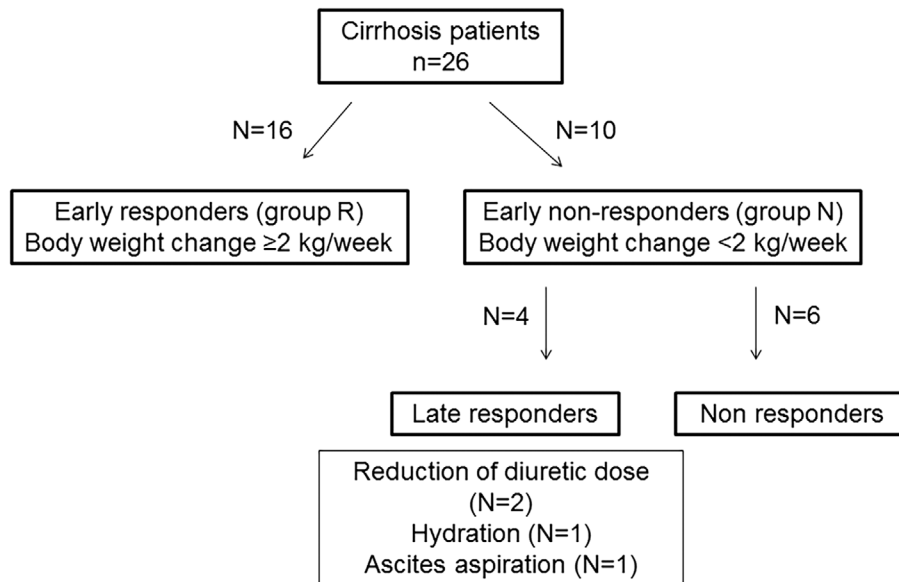 Cirrhosis patients
n=26
N=16
N=10
Early responders (group R)
Body weight change ≥2 kg/week
Early non-responders (group N)
Body weight change <2 kg/week
N=4
N=6
Late responders
Non responders
Reduction of diuretic dose
(N=2)
Hydration (N=1)
Ascites aspiration (N=1)